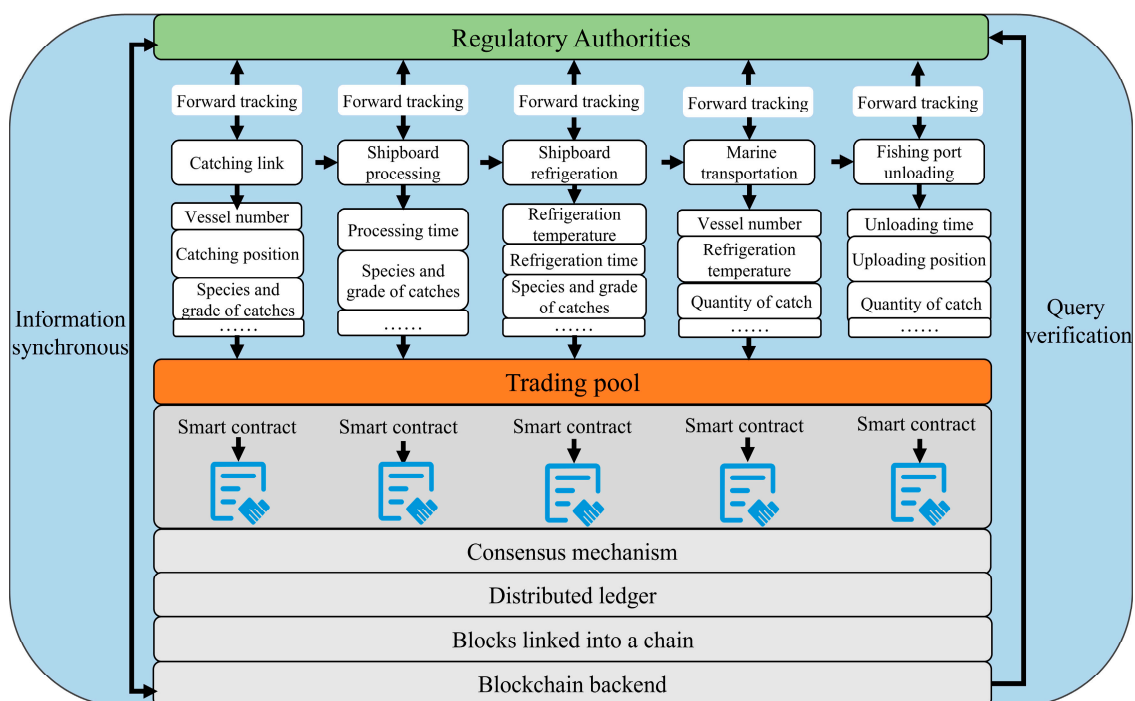 Regulatory Authorities
Forward tracking
Forward tracking
Forward tracking
Forward tracking
Forward tracking
Catching link
Shipboard
processing
Shipboard
refrigeration
Marine
transportation
Fishing port
unloading
Vessel number
Catching position
Species and
grade of catches
......
Processing time
Species and
grade of catches
......
Refrigeration
temperature
Refrigeration time
Species and grade
of catches
......
Vessel number
Refrigeration
temperature
Quantity of catch
......
Unloading time
Uploading position
Quantity of catch
......
Information
synchronous
Query
verification
Trading pool
Smart contract
Smart contract
Smart contract
Smart contract
Smart contract
Consensus mechanism
Distributed ledger
Blocks linked into a chain
Blockchain backend